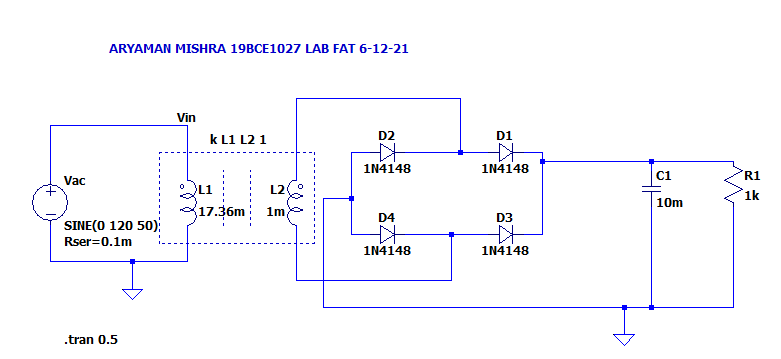 ARYAMAN MISHRA 19BCE1027 LAB FAT 6-12-21
Vin
k L1 L2 1
D2
D1
1N4148
1N4148
Vac
L1
L2
C1
R1
17.36m
1m
10m
1k
SINE(0 120 50)
Rser=0.1m
D4
D3
1N4148
1N4148
.tran 0.5